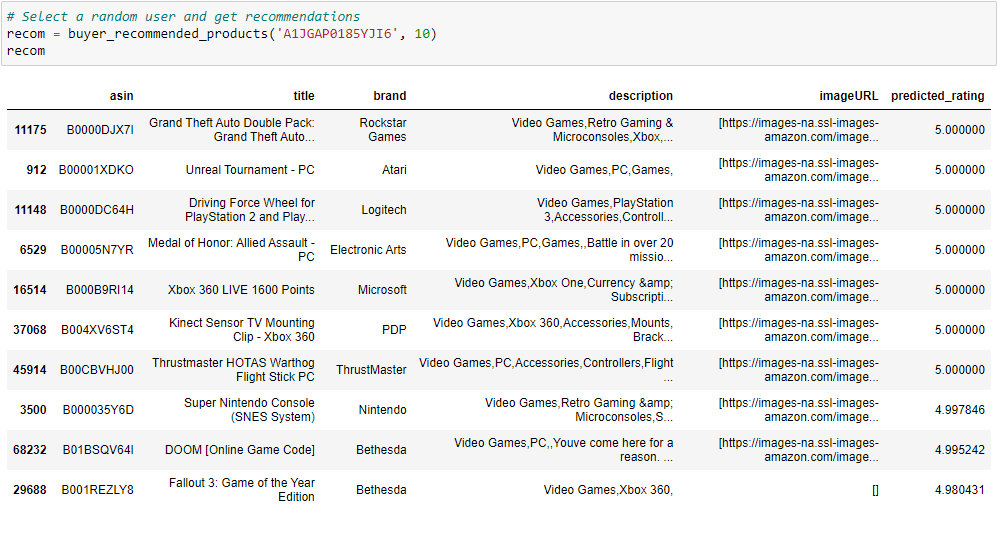 # Select a random user and get recommendations
recom = buyer_recommended_products('A1JGAP0185YJI6', 10)
recom
asin title brand description imageURL predicted_rating
11175 B0000DJX7I Grand Theft Auto Double Pack: Grand Theft Auto... Rockstar Games Video Games,Retro Gaming & Microconsoles,Xbox,... [https://images-na.ssl-images-amazon.com/image... 5.000000
912 B00001XDKO Unreal Tournament - PC Atari Video Games,PC,Games, [https://images-na.ssl-images-amazon.com/image... 5.000000
11148 B0000DC64H Driving Force Wheel for PlayStation 2 and Play... Logitech Video Games,PlayStation 3,Accessories,Controll... [https://images-na.ssl-images-amazon.com/image... 5.000000
6529 B00005N7YR Medal of Honor: Allied Assault - PC Electronic Arts Video Games,PC,Games,,Battle in over 20 missio... [https://images-na.ssl-images-amazon.com/image... 5.000000
16514 B000B9RI14 Xbox 360 LIVE 1600 Points Microsoft Video Games,Xbox One,Currency &amp; Subscripti... [https://images-na.ssl-images-amazon.com/image... 5.000000
37068 B004XV6ST4 Kinect Sensor TV Mounting Clip - Xbox 360 PDP Video Games,Xbox 360,Accessories,Mounts, Brack... [https://images-na.ssl-images-amazon.com/image... 5.000000
45914 B00CBVHJ00 Thrustmaster HOTAS Warthog Flight Stick PC ThrustMaster Video Games,PC,Accessories,Controllers,Flight ... [https://images-na.ssl-images-amazon.com/image... 5.000000
3500 B000035Y6D Super Nintendo Console (SNES System) Nintendo Video Games,Retro Gaming &amp; Microconsoles,S... [https://images-na.ssl-images-amazon.com/image... 4.997846
68232 B01BSQV64I DOOM [Online Game Code] Bethesda Video Games,PC,,Youve come here for a reason. ... [https://images-na.ssl-images-amazon.com/image... 4.995242
29688 B001REZLY8 Fallout 3: Game of the Year Edition Bethesda Video Games,Xbox 360, [] 4.980431